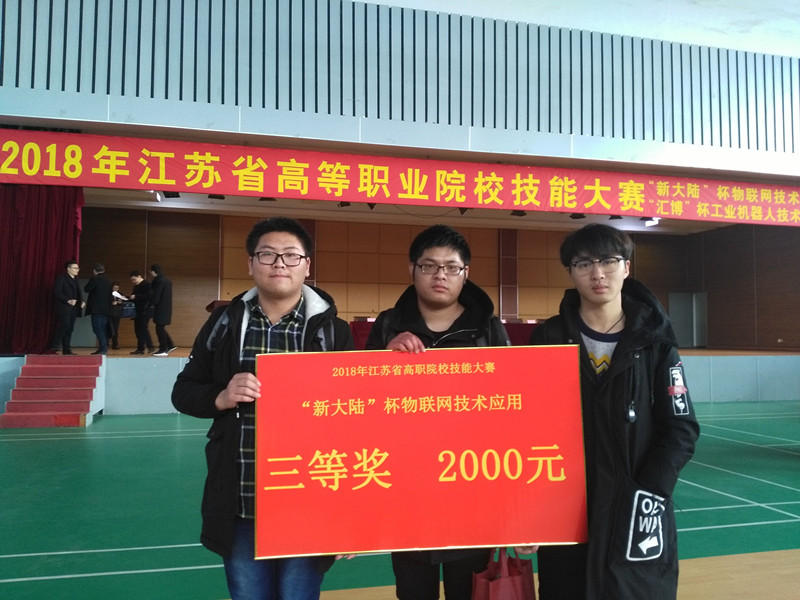 2018年江苏省高等职业院校技能大赛
“新大陆”杯物联网技术
“汇博”杯工业机器人技术
2018年江苏省高职院校技能大赛
“新大陆”杯物联网技术应用
三等奖 2000元